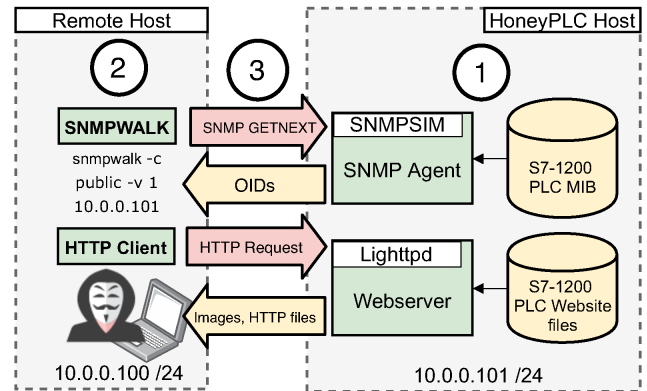 Remote Host
HoneyPLC Host
2
3
1
SNMPWALK
snmpwalk -c
public -v 1
10.0.0.101
SNMP GETNEXT
OIDs
SNMPSIM
SNMP Agent
S7-1200
PLC MIB
HTTP Client
HTTP Request
Images, HTTP files
Lighttpd
Webserver
S7-1200
PLC Website
files
10.0.0.100 /24
10.0.0.101 /24